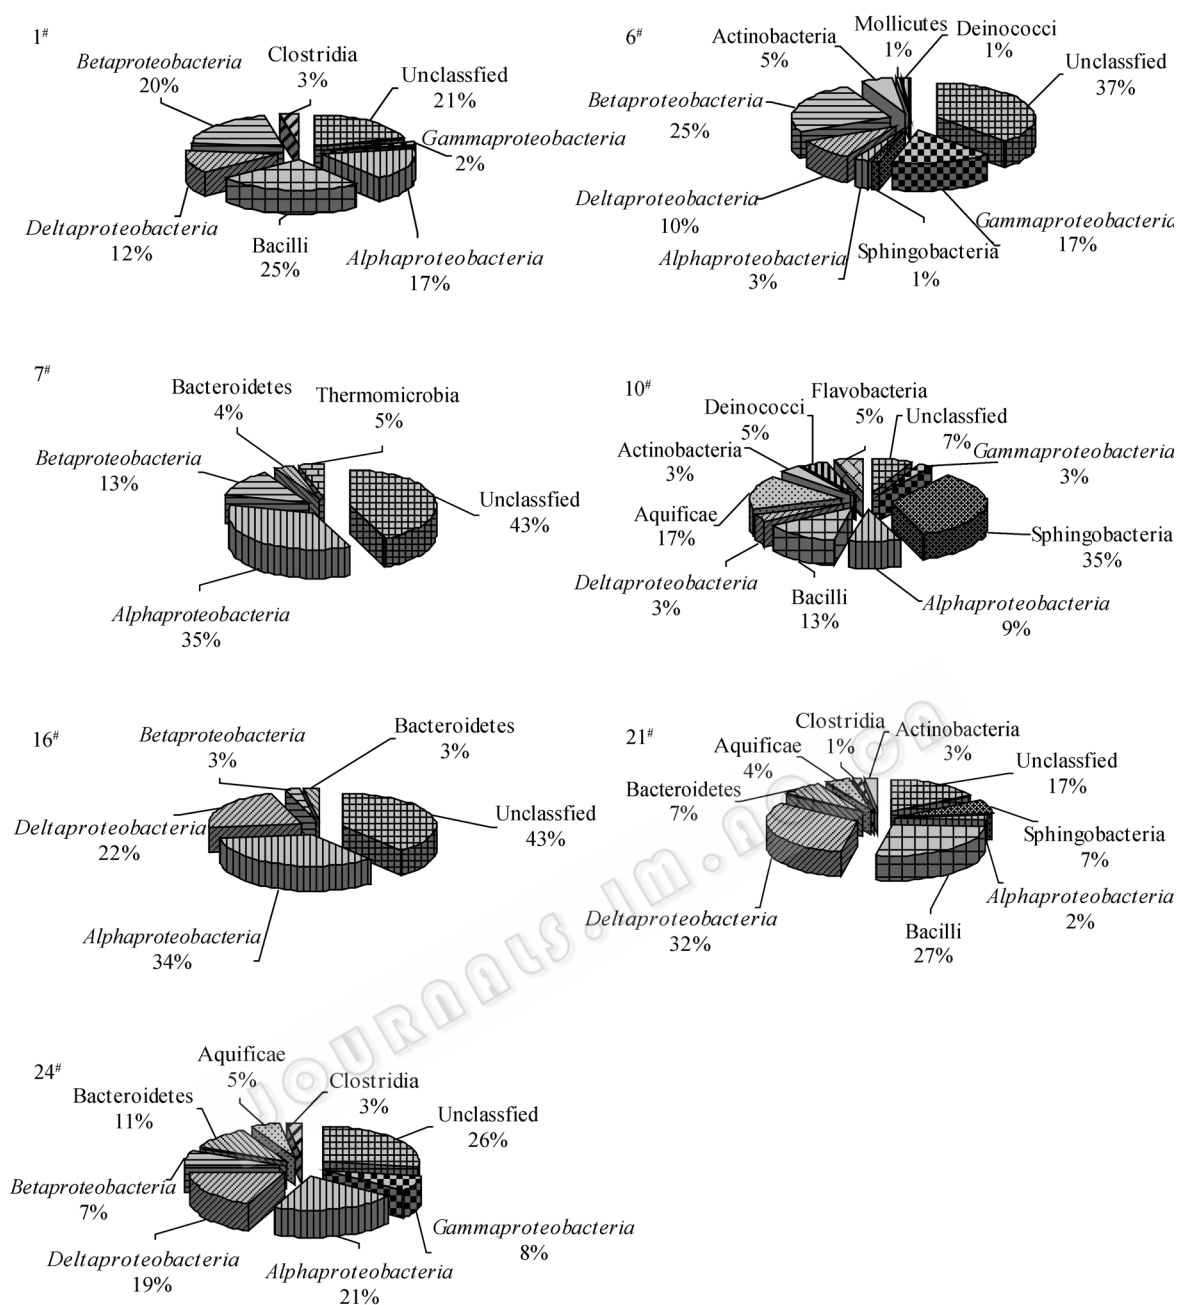 1#
Betaproteobacteria
20%
Clostridia
3%
Unclassfied
21%
Gammaproteobacteria
2%
Alphaproteobacteria
17%
Bacilli
25%
Deltaproteobacteria
12%
6#
Actinobacteria
5%
Mollicutes
1%
Deinococci
1%
Unclassfied
37%
Betaproteobacteria
25%
Deltaproteobacteria
10%
Alphaproteobacteria
3%
Sphingobacteria
1%
Gammaproteobacteria
17%
7#
Bacteroidetes
4%
Thermomicrobia
5%
Betaproteobacteria
13%
Unclassfied
43%
Alphaproteobacteria
35%
10#
Flavobacteria
5%
Deinococci
5%
Unclassfied
7%
Actinobacteria
3%
Gammaproteobacteria
3%
Aquificae
17%
Sphingobacteria
35%
Deltaproteobacteria
3%
Bacilli
13%
Alphaproteobacteria
9%
16#
Betaproteobacteria
3%
Bacteroidetes
3%
Unclassfied
43%
Deltaproteobacteria
22%
Alphaproteobacteria
34%
21#
Clostridia
1%
Actinobacteria
3%
Aquificae
4%
Unclassfied
17%
Bacteroidetes
7%
Sphingobacteria
7%
Alphaproteobacteria
2%
Deltaproteobacteria
32%
Bacilli
27%
24#
Aquificae
5%
Clostridia
3%
Bacteroidetes
11%
Unclassfied
26%
Betaproteobacteria
7%
Gammaproteobacteria
8%
Deltaproteobacteria
19%
Alphaproteobacteria
21%
JOURNALS.IM.AC.CN